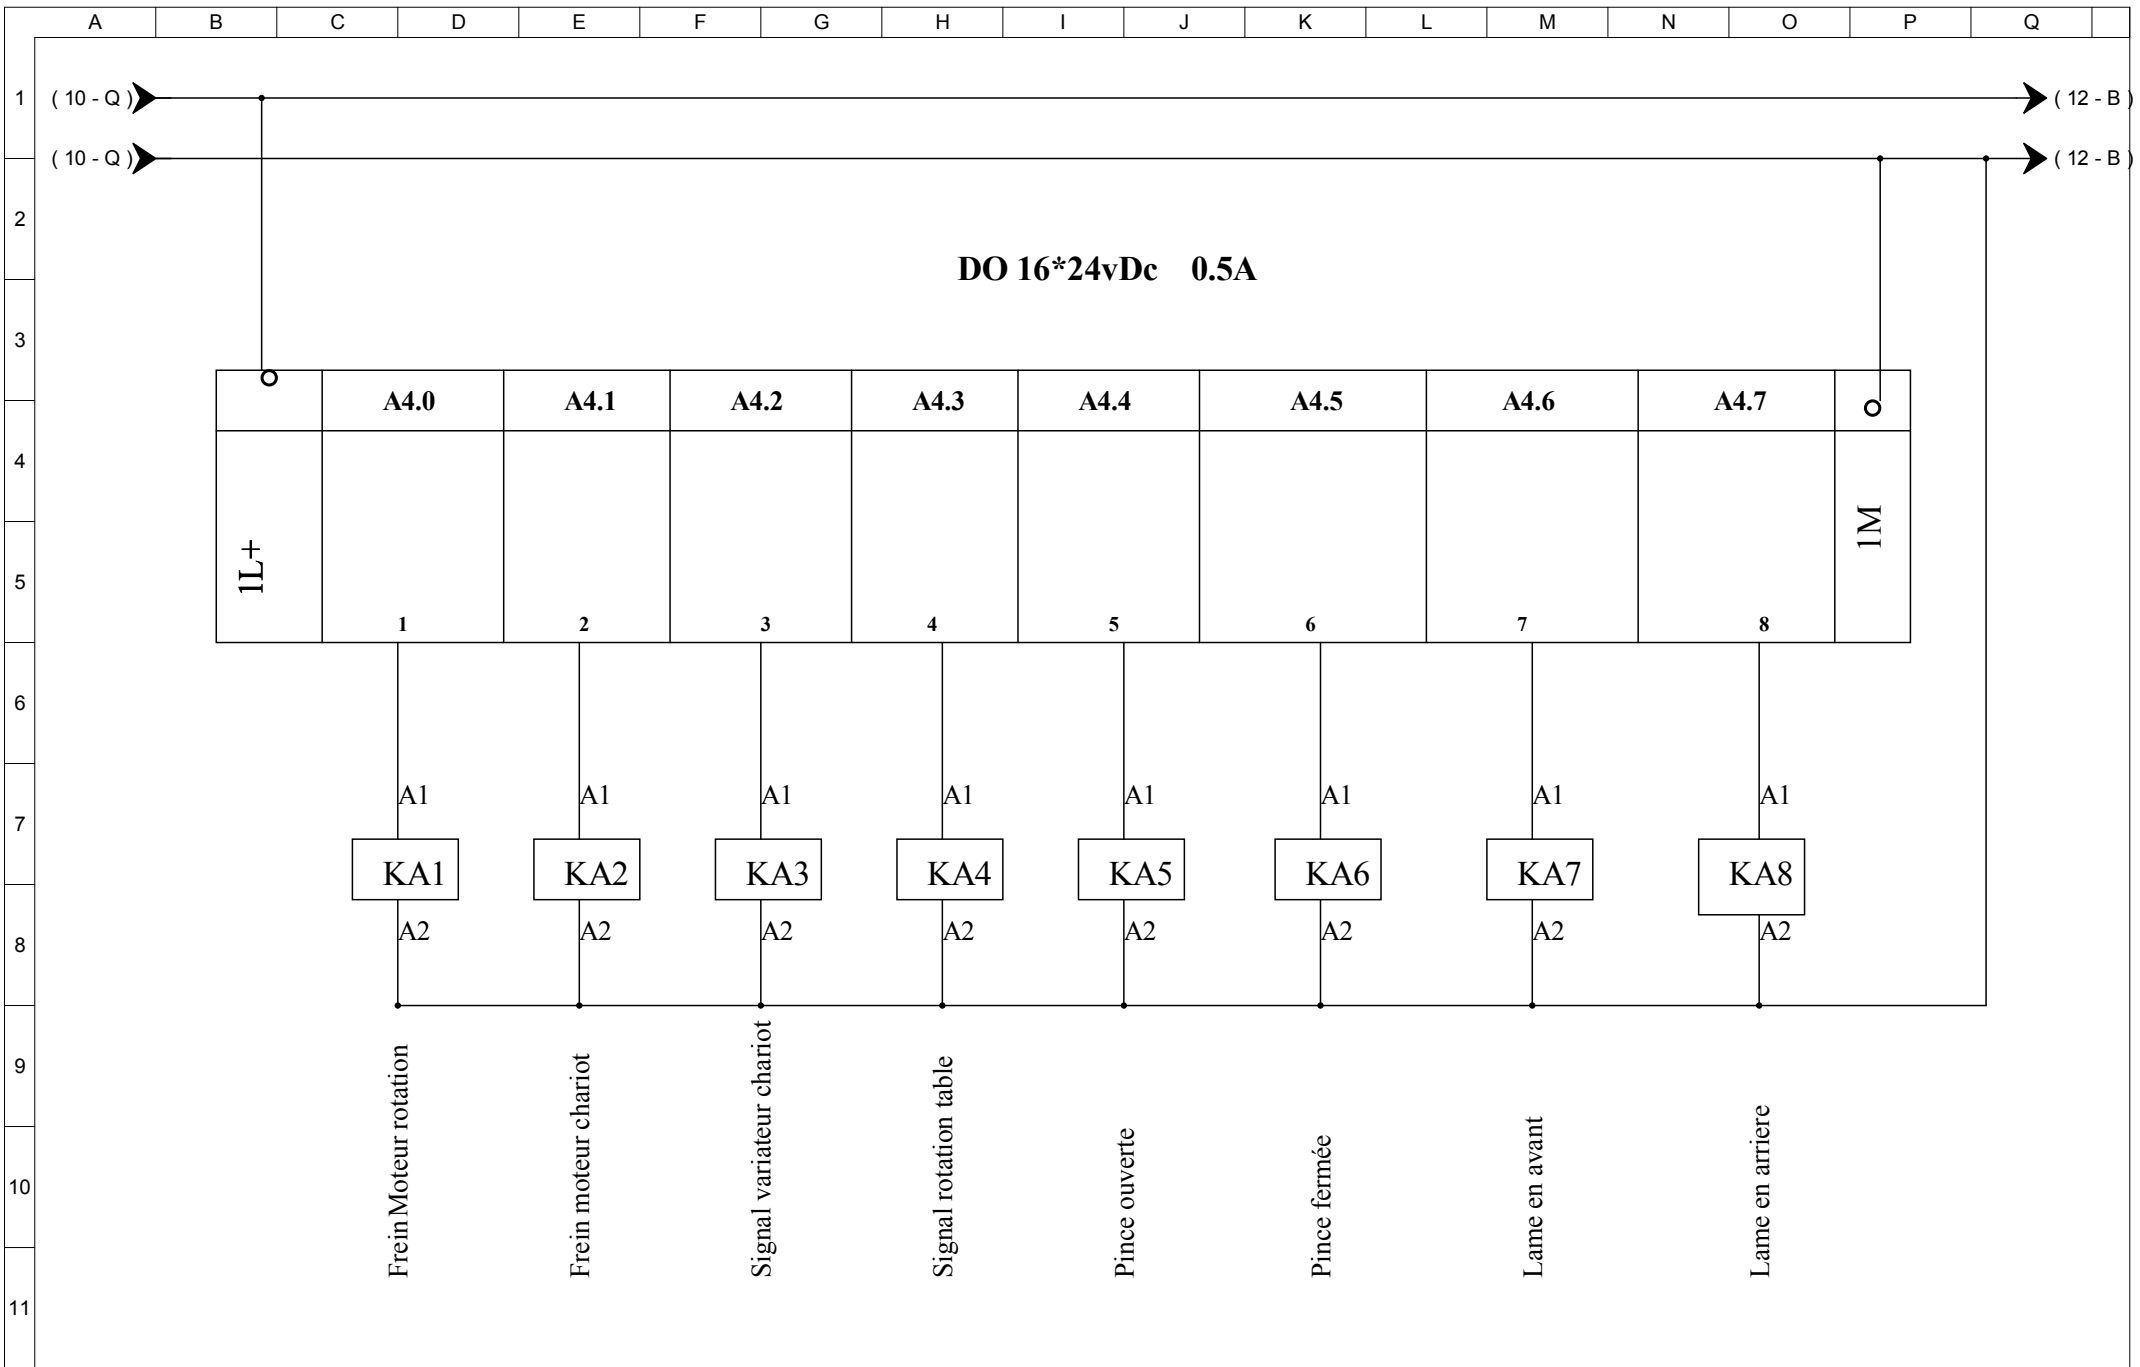 A B C D E F G H I J K L M N O P Q
1 ( 10 - Q ) ( 12 - B )
( 10 - Q ) ( 12 - B )
2
DO 16*24vDc 0.5A
3
A4.0 A4.1 A4.2 A4.3 A4.4 A4.5 A4.6 A4.7
4
1L+ 1M
5
1 2 3 4 5 6 7 8
6
A1 A1 A1 A1 A1 A1 A1 A1
7
KA1 KA2 KA3 KA4 KA5 KA6 KA7 KA8
A2 A2 A2 A2 A2 A2 A2 A2
8
9
Frein Moteur rotation
Frein moteur chariot
Signal variateur chariot
Signal rotation table
Pince ouverte
Pince fermée
Lame en avant
Lame en arriere
10
11